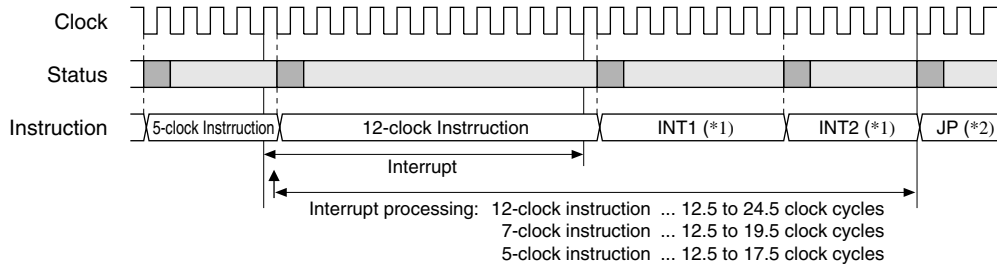 Clock
Status
Instruction
5-clock Instrruction
12-clock Instrruction
INT1 (*1)
INT2 (*1)
JP (*2)
Interrupt
Interrupt processing: 12-clock instruction ... 12.5 to 24.5 clock cycles
7-clock instruction ... 12.5 to 19.5 clock cycles
5-clock instruction ... 12.5 to 17.5 clock cycles